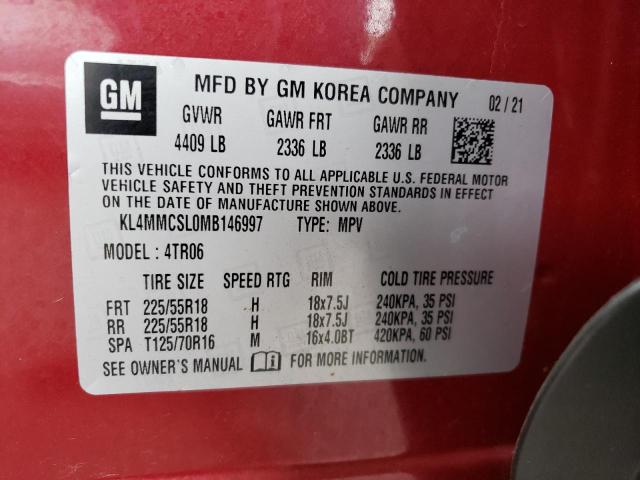 GM MFD BY GM KOREA COMPANY 02 / 21
GVWR GAWR FRT GAWR RR
4409 LB 2336 LB 2336 LB
THIS VEHICLE CONFORMS TO ALL APPLICABLE U.S. FEDERAL MOTOR
VEHICLE SAFETY AND THEFT PREVENTION STANDARDS IN EFFECT
ON THE DATE OF MANUFACTURE SHOWN ABOVE.
KL4MMCSL0MB146997 TYPE: MPV
MODEL : 4TR06
TIRE SIZE SPEED RTG RIM COLD TIRE PRESSURE
FRT 225/55R18 H 18x7.5J 240KPA, 35 PSI
RR 225/55R18 H 18x7.5J 240KPA, 35 PSI
SPA T125/70R16 M 16x4.0BT 420KPA, 60 PSI
SEE OWNER'S MANUAL FOR MORE INFORMATION.